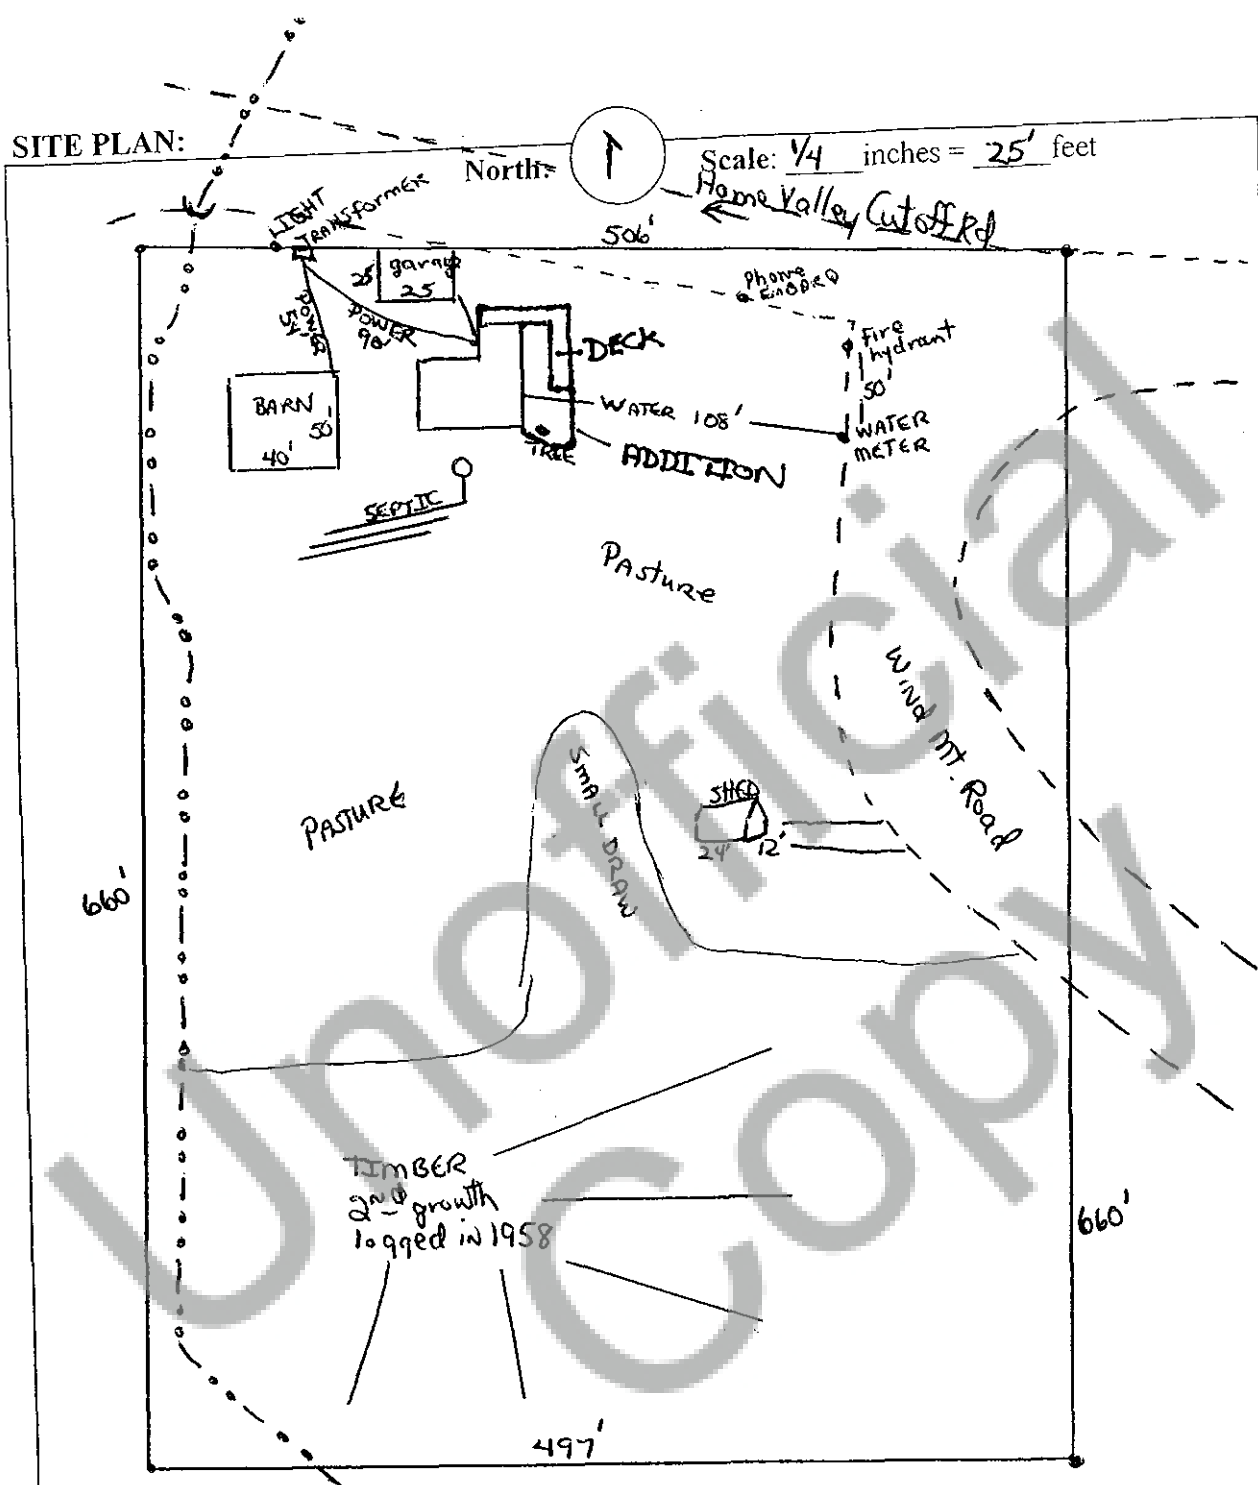 SITE PLAN:
North:
Scale: 1/4 inches = 25' feet
Home Valley Cutoff Rd
LIGHT
TRANSFORMER
506'
garage
25'
25
Phone
POWER
54'
POWER
90'
DECK
Fire
hydrant
50'
BARN
50'
40'
WATER 108'
WATER
METER
TREE
ADDITION
SEPTIC
Pasture
Wind Mt. Road
PASTURE
SMALL DRAW
SHED
24'
12'
660'
TIMBER
2ND growth
logged in 1958
660'
497'
Unofficial
Copy